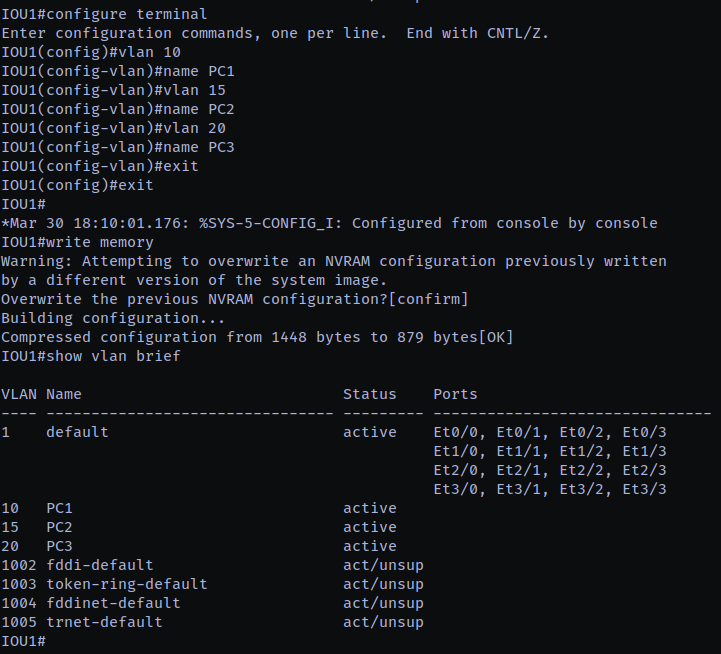 IOU1#configure terminal
Enter configuration commands, one per line.  End with CNTL/Z.
IOU1(config)#vlan 10
IOU1(config-vlan)#name PC1
IOU1(config-vlan)#vlan 15
IOU1(config-vlan)#name PC2
IOU1(config-vlan)#vlan 20
IOU1(config-vlan)#name PC3
IOU1(config-vlan)#exit
IOU1(config)#exit
IOU1#
*Mar 30 18:10:01.176: %SYS-5-CONFIG_I: Configured from console by console
IOU1#write memory
Warning: Attempting to overwrite an NVRAM configuration previously written
by a different version of the system image.
Overwrite the previous NVRAM configuration?[confirm]
Building configuration...
Compressed configuration from 1448 bytes to 879 bytes[OK]
IOU1#show vlan brief

VLAN Name                             Status    Ports
---- -------------------------------- --------- -------------------------------
1    default                          active    Et0/0, Et0/1, Et0/2, Et0/3
                                                Et1/0, Et1/1, Et1/2, Et1/3
                                                Et2/0, Et2/1, Et2/2, Et2/3
                                                Et3/0, Et3/1, Et3/2, Et3/3
10   PC1                              active
15   PC2                              active
20   PC3                              active
1002 fddi-default                     act/unsup
1003 token-ring-default               act/unsup
1004 fddinet-default                  act/unsup
1005 trnet-default                    act/unsup
IOU1#